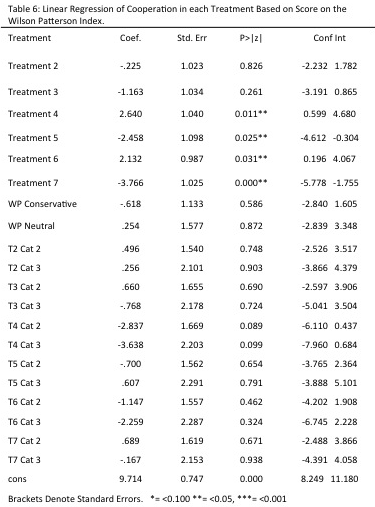 Table 6: Linear Regression of Cooperation in each Treatment Based on Score on the
Wilson Patterson Index.
Treatment Coef. Std. Err P>|z| Conf Int
Treatment 2 -.225 1.023 0.826 -2.232 1.782
Treatment 3 -1.163 1.034 0.261 -3.191 0.865
Treatment 4 2.640 1.040 0.011** 0.599 4.680
Treatment 5 -2.458 1.098 0.025** -4.612 -0.304
Treatment 6 2.132 0.987 0.031** 0.196 4.067
Treatment 7 -3.766 1.025 0.000** -5.778 -1.755
WP Conservative -.618 1.133 0.586 -2.840 1.605
WP Neutral .254 1.577 0.872 -2.839 3.348
T2 Cat 2 .496 1.540 0.748 -2.526 3.517
T2 Cat 3 .256 2.101 0.903 -3.866 4.379
T3 Cat 2 .660 1.655 0.690 -2.597 3.906
T3 Cat 3 -.768 2.178 0.724 -5.041 3.504
T4 Cat 2 -2.837 1.669 0.089 -6.110 0.437
T4 Cat 3 -3.638 2.203 0.099 -7.960 0.684
T5 Cat 2 -.700 1.562 0.654 -3.765 2.364
T5 Cat 3 .607 2.291 0.791 -3.888 5.101
T6 Cat 2 -1.147 1.557 0.462 -4.202 1.908
T6 Cat 3 -2.259 2.287 0.324 -6.745 2.228
T7 Cat 2 .689 1.619 0.671 -2.488 3.866
T7 Cat 3 -.167 2.153 0.938 -4.391 4.058
cons 9.714 0.747 0.000 8.249 11.180
Brackets Denote Standard Errors. *= <0.100 **= <0.05, ***= <0.001